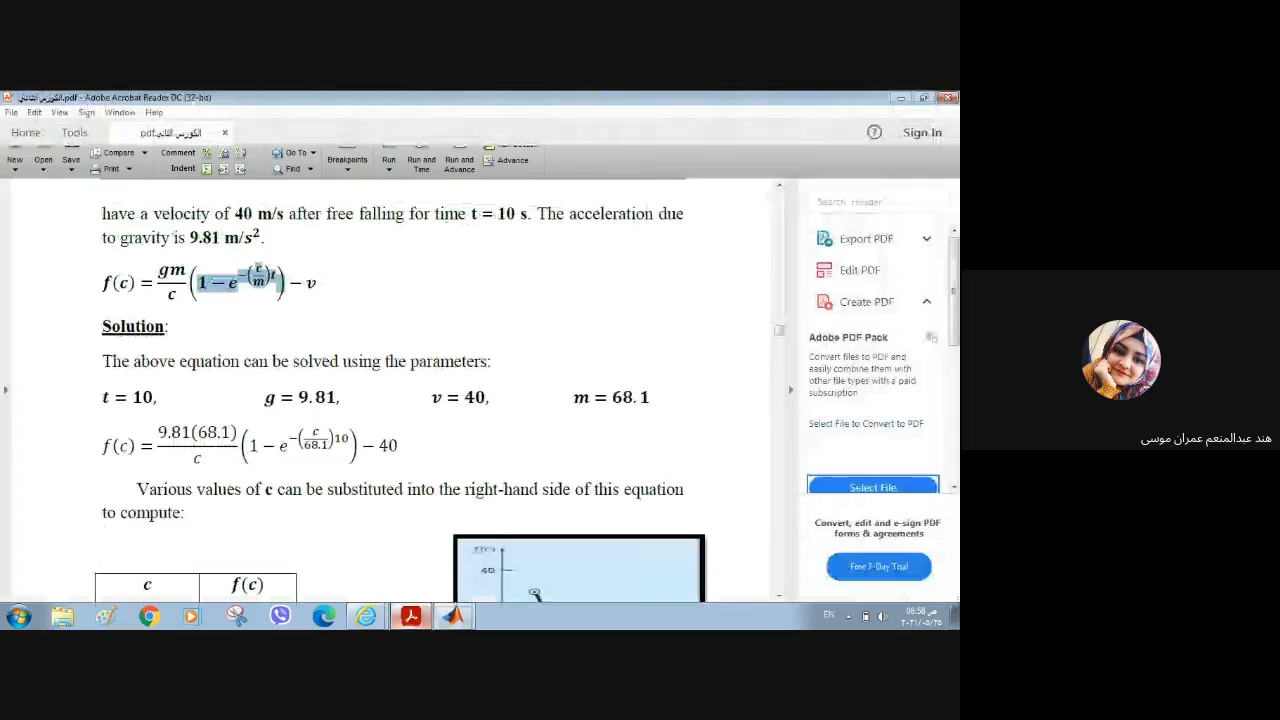 الكورس الثاني.pdf - Adobe Acrobat Reader DC (32-bit)
File Edit View Sign Window Help
Home Tools
الكورس الثاني.pdf ×
? Sign In
New Open Save
Compare
Print
Comment
Indent
Go To
Find
Breakpoints
Run
Run and Time
Run and Advance
Advance
have a velocity of 40 m/s after free falling for time t = 10 s. The acceleration due
to gravity is 9.81 m/s².
f(c) = gm/c (1 − e^−(c/m)t) − v
Solution:
The above equation can be solved using the parameters:
t = 10, g = 9.81, v = 40, m = 68.1
f(c) = 9.81(68.1)/c (1 − e^−(c/68.1)10) − 40
Various values of c can be substituted into the right-hand side of this equation
to compute:
c f(c)
40
Export PDF
Edit PDF
Create PDF
Adobe PDF Pack
Convert files to PDF and
easily combine them with
other file types with a paid
subscription
Select File to Convert to PDF
Select File
Convert, edit and e-sign PDF
forms & agreements
Free 7-Day Trial
EN
08:58 ص
٢٠٢١/٠٥/٢٥
هند عبدالمنعم عمران موسى